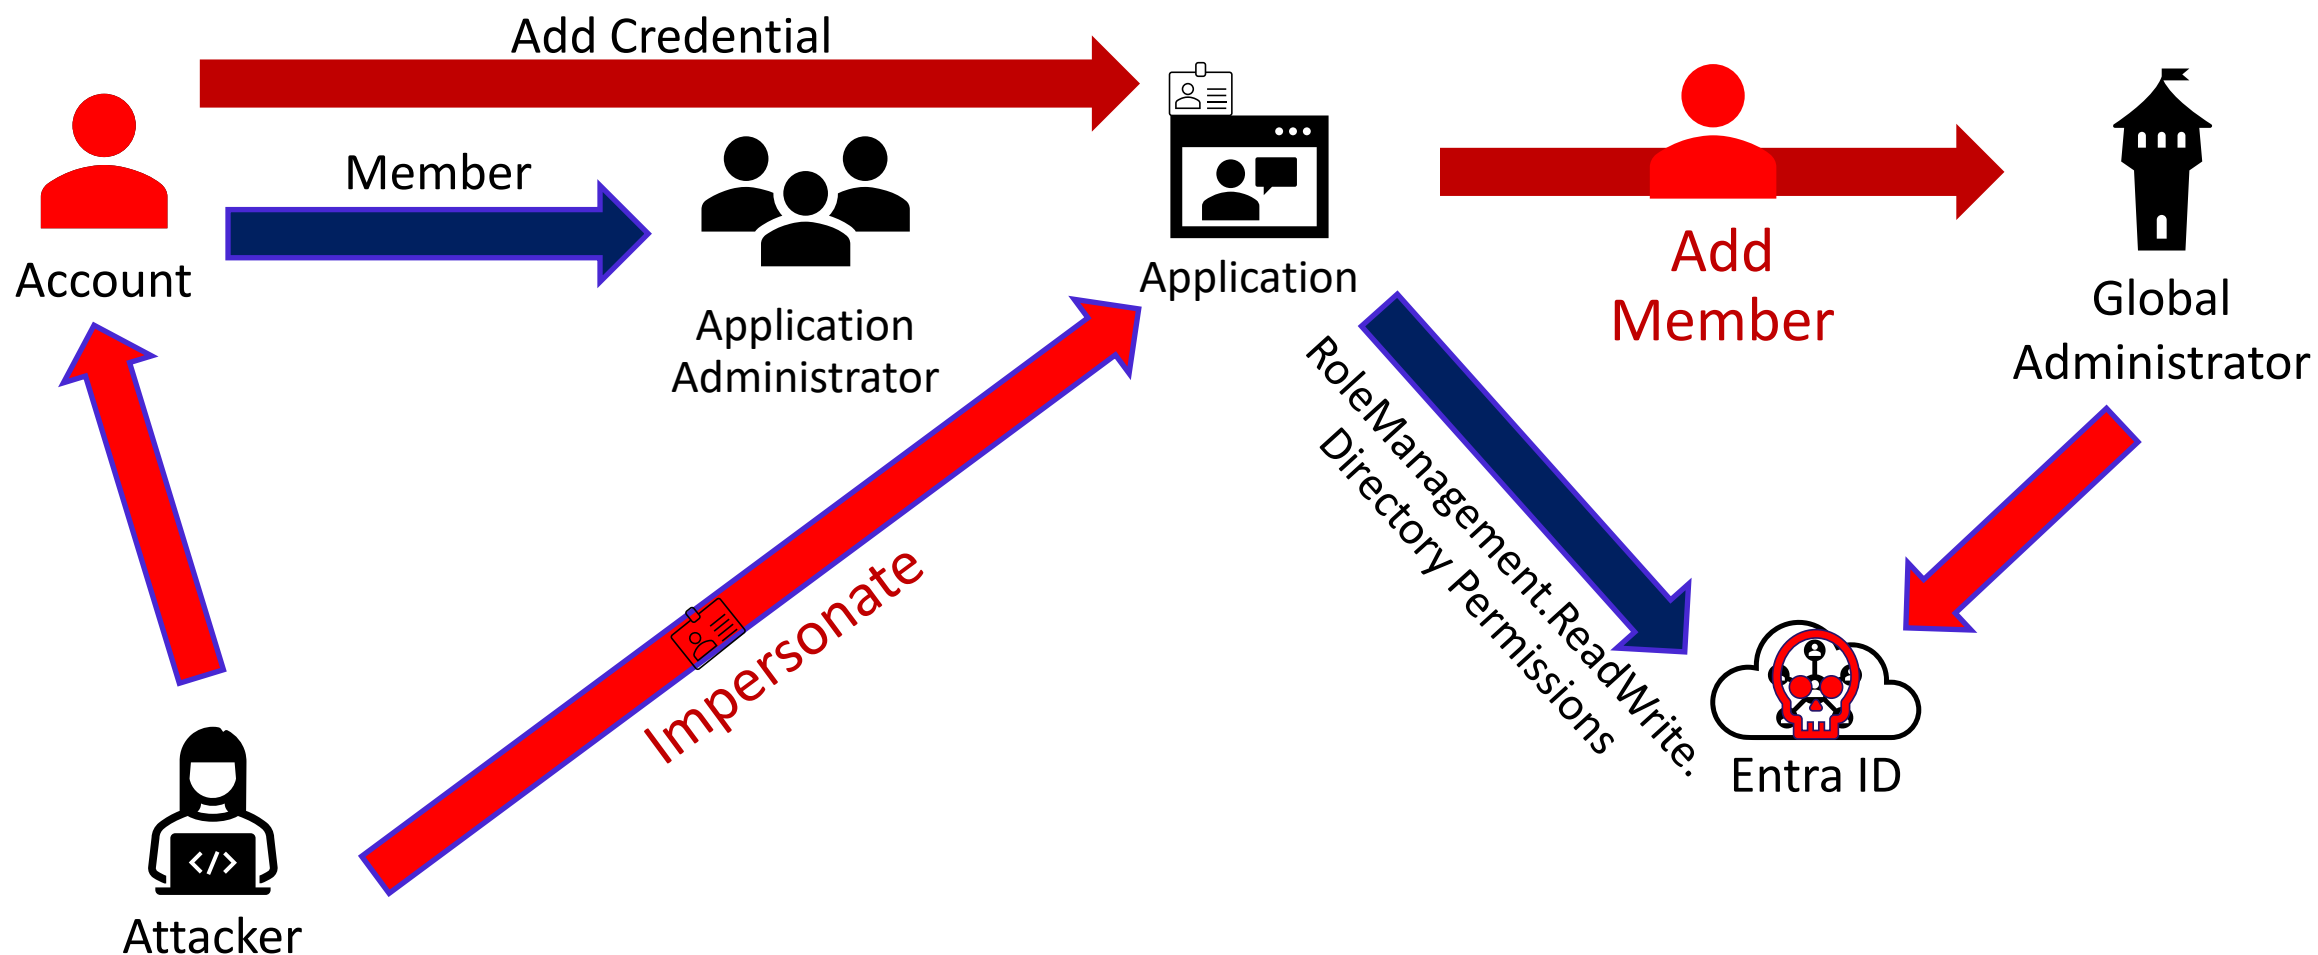 Add Credential
Member
Account
Application
Administrator
Application
Add
Member
Global
Administrator
RoleManagement.ReadWrite.
Directory Permissions
Impersonate
</>
Entra ID
Attacker